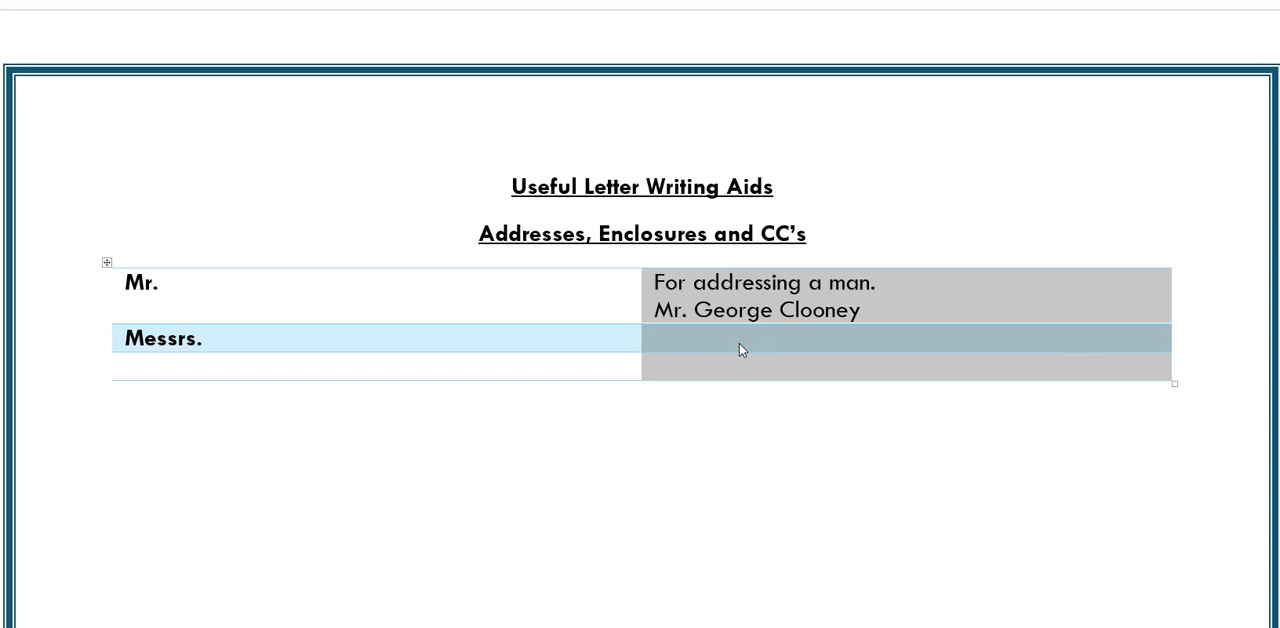 Useful Letter Writing Aids
Addresses, Enclosures and CC’s
Mr.
For addressing a man.
Mr. George Clooney
Messrs.